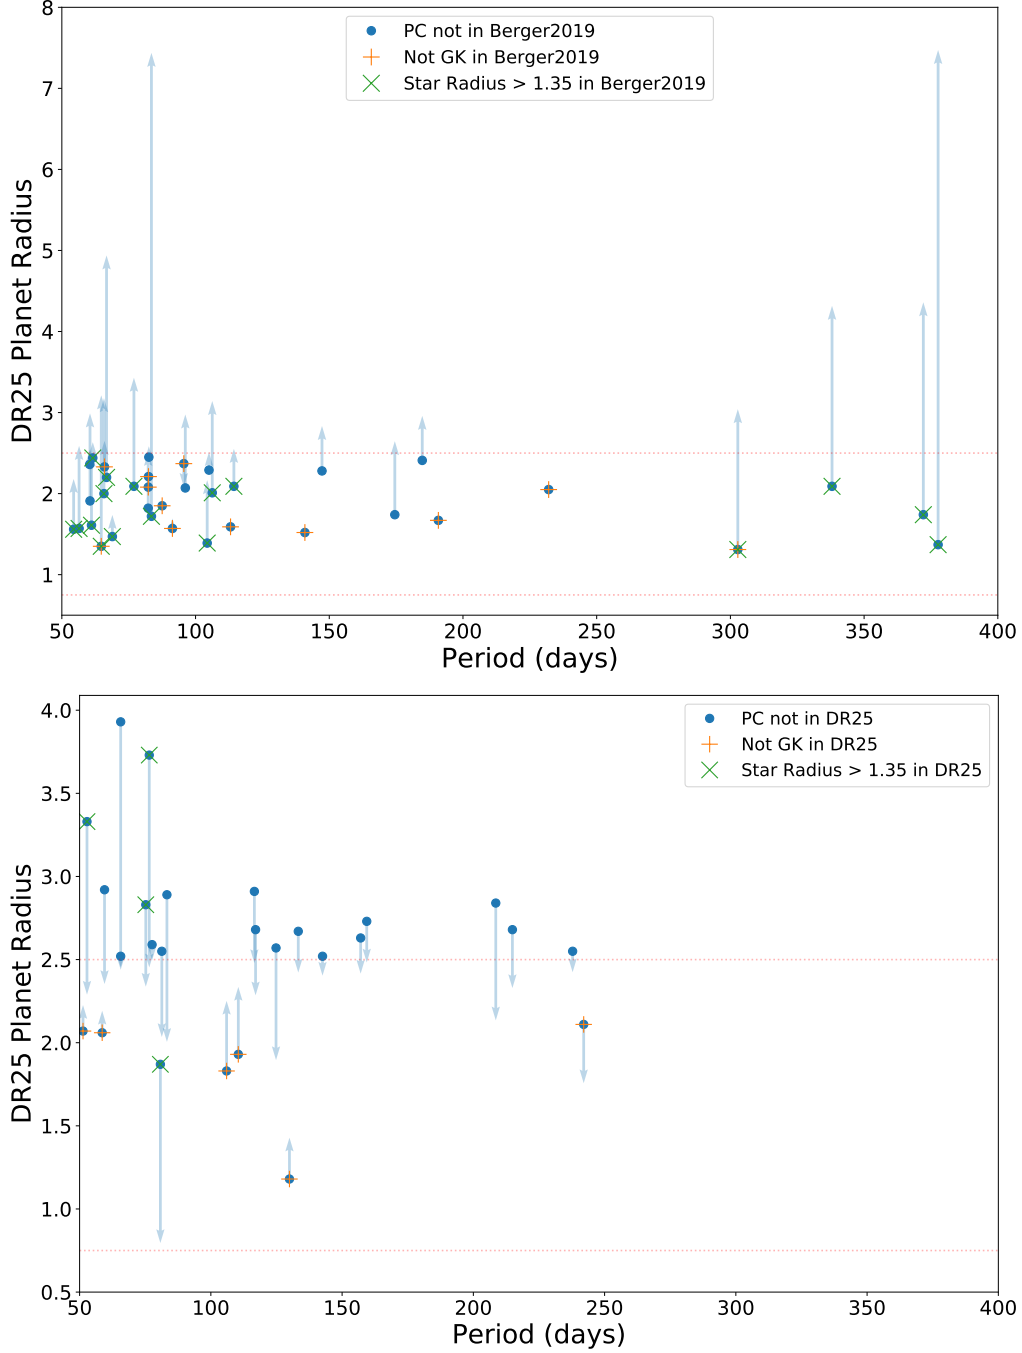 8
7
6
5
4
3
2
1
DR25 Planet Radius
PC not in Berger2019
Not GK in Berger2019
Star Radius > 1.35 in Berger2019
50 100 150 200 250 300 350 400
Period (days)
4.0
3.5
3.0
2.5
2.0
1.5
1.0
0.5
DR25 Planet Radius
PC not in DR25
Not GK in DR25
Star Radius > 1.35 in DR25
50 100 150 200 250 300 350 400
Period (days)